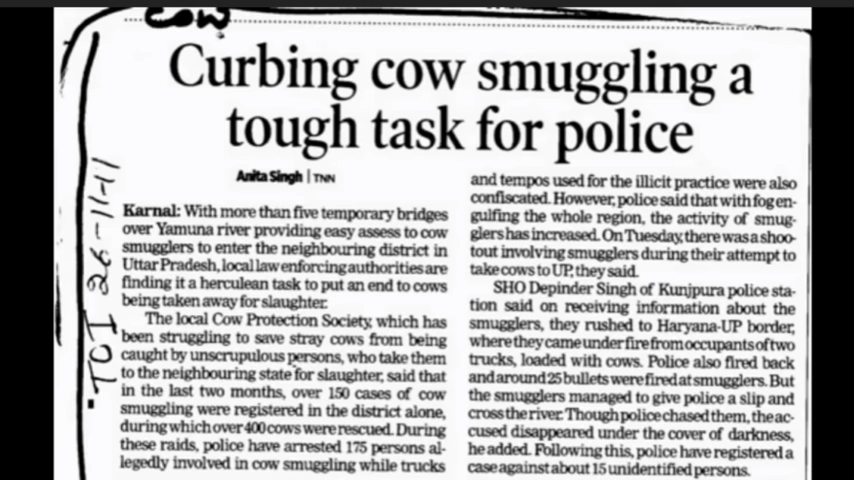 cow
Curbing cow smuggling a
tough task for police
Anita Singh | TNN
TOI 26-11-11
Karnal: With more than five temporary bridges
over Yamuna river providing easy assess to cow
smugglers to enter the neighbouring district in
Uttar Pradesh, local law enforcing authorities are
finding it a herculean task to put an end to cows
being taken away for slaughter.
The local Cow Protection Society, which has
been struggling to save stray cows from being
caught by unscrupulous persons, who take them
to the neighbouring state for slaughter, said that
in the last two months, over 150 cases of cow
smuggling were registered in the district alone,
during which over 400 cows were rescued. During
these raids, police have arrested 175 persons al-
legedly involved in cow smuggling while trucks
and tempos used for the illicit practice were also
confiscated. However, police said that with fog en-
gulfing the whole region, the activity of smug-
glers has increased. On Tuesday, there was a shoo-
tout involving smugglers during their attempt to
take cows to UP, they said.
SHO Depinder Singh of Kunjpura police sta-
tion said on receiving information about the
smugglers, they rushed to Haryana-UP border,
where they came under fire from occupants of two
trucks, loaded with cows. Police also fired back
and around 25 bullets were fired at smugglers. But
the smugglers managed to give police a slip and
cross the river. Though police chased them, the ac-
cused disappeared under the cover of darkness,
he added. Following this, police have registered a
case against about 15 unidentified persons.